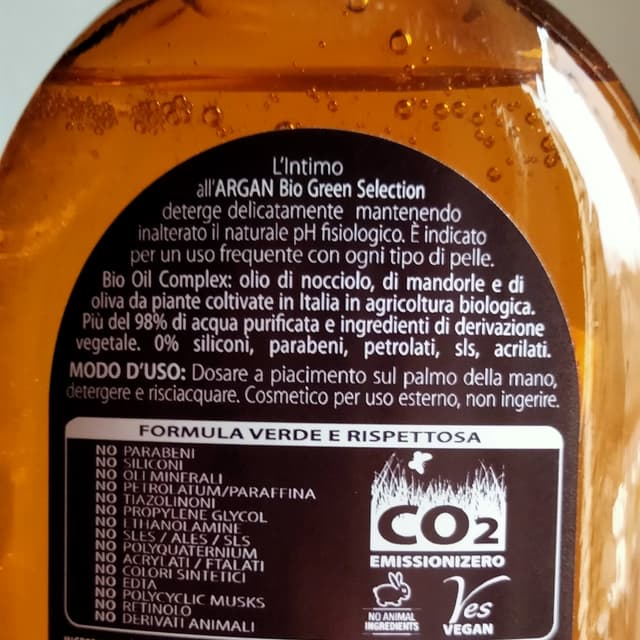 L'Intimo
all'ARGAN Bio Green Selection
deterge delicatamente mantenendo
inalterato il naturale pH fisiologico. È indicato
per un uso frequente con ogni tipo di pelle.
Bio Oil Complex: olio di nocciolo, di mandorle e di
oliva da piante coltivate in Italia in agricoltura biologica.
Più del 98% di acqua purificata e ingredienti di derivazione
vegetale. 0% siliconi, parabeni, petrolati, sls, acrilati.
MODO D'USO: Dosare a piacimento sul palmo della mano,
detergere e risciacquare. Cosmetico per uso esterno, non ingerire.
FORMULA VERDE E RISPETTOSA
NO PARABENI
NO SILICONI
NO OLI MINERALI
NO PETROLATUM/PARAFFINA
NO TIAZOLINONI
NO PROPYLENE GLYCOL
NO ETHANOLAMINE
NO SLES / ALES / SLS
NO POLYQUATERNIUM
NO ACRYLATI / FTALATI
NO COLORI SINTETICI
NO EDTA
NO POLYCYCLIC MUSKS
NO RETINOLO
NO DERIVATI ANIMALI
CO2
EMISSIONIZERO
NO ANIMAL
INGREDIENTS
Yes
VEGAN